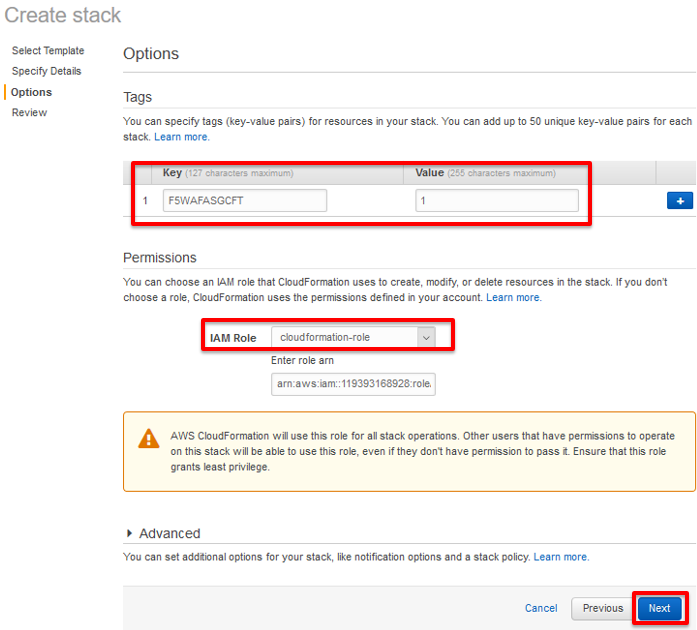 Create stack
Select Template
Specify Details
Options
Review
Options
Tags
You can specify tags (key-value pairs) for resources in your stack. You can add up to 50 unique key-value pairs for each
stack. Learn more.
Key (127 characters maximum) Value (255 characters maximum)
1 F5WAFASGCFT 1 +
Permissions
You can choose an IAM role that CloudFormation uses to create, modify, or delete resources in the stack. If you don't
choose a role, CloudFormation uses the permissions defined in your account. Learn more.
IAM Role cloudformation-role
Enter role arn
arn:aws:iam::119393168928:role
AWS CloudFormation will use this role for all stack operations. Other users that have permissions to operate
on this stack will be able to use this role, even if they don't have permission to pass it. Ensure that this role
grants least privilege.
Advanced
You can set additional options for your stack, like notification options and a stack policy. Learn more.
Cancel Previous Next